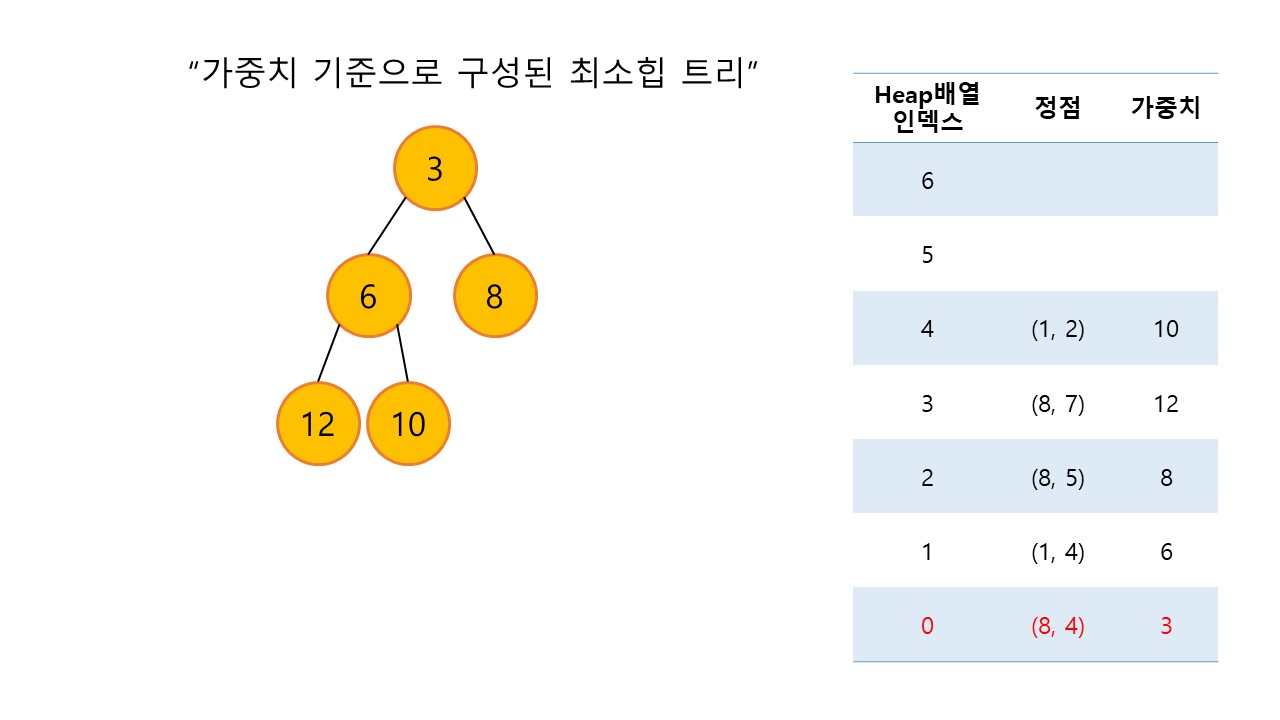 “가중치 기준으로 구성된 최소힙 트리”
3
6
8
12
10
Heap배열
인덱스
정점
가중치
6
5
4 (1, 2) 10
3 (8, 7) 12
2 (8, 5) 8
1 (1, 4) 6
0 (8, 4) 3